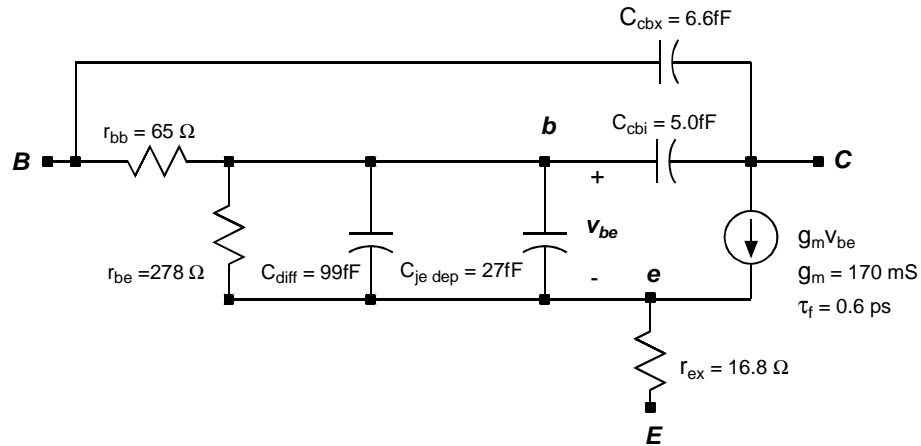 C_cbx = 6.6fF
r_bb = 65 Ω
b
C_cbi = 5.0fF
B
C
+
v_be
g_m v_be
r_be =278 Ω
C_diff = 99fF
C_je dep = 27fF
-
e
g_m = 170 mS
τ_f = 0.6 ps
r_ex = 16.8 Ω
E